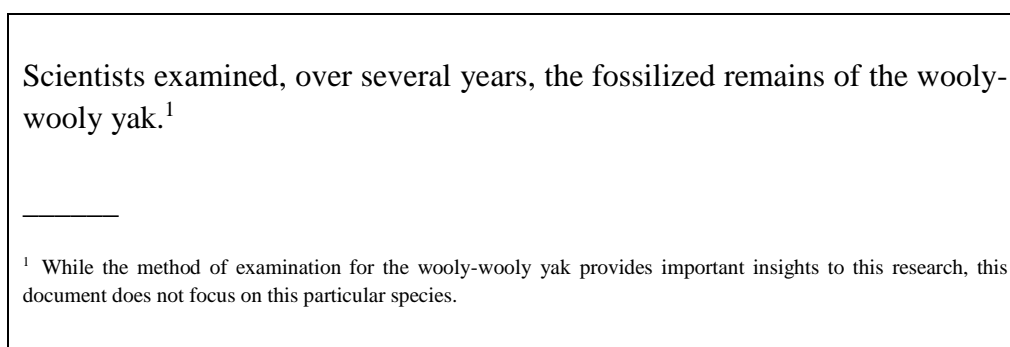 Scientists examined, over several years, the fossilized remains of the wooly-
wooly yak.1
______
1 While the method of examination for the wooly-wooly yak provides important insights to this research, this
document does not focus on this particular species.